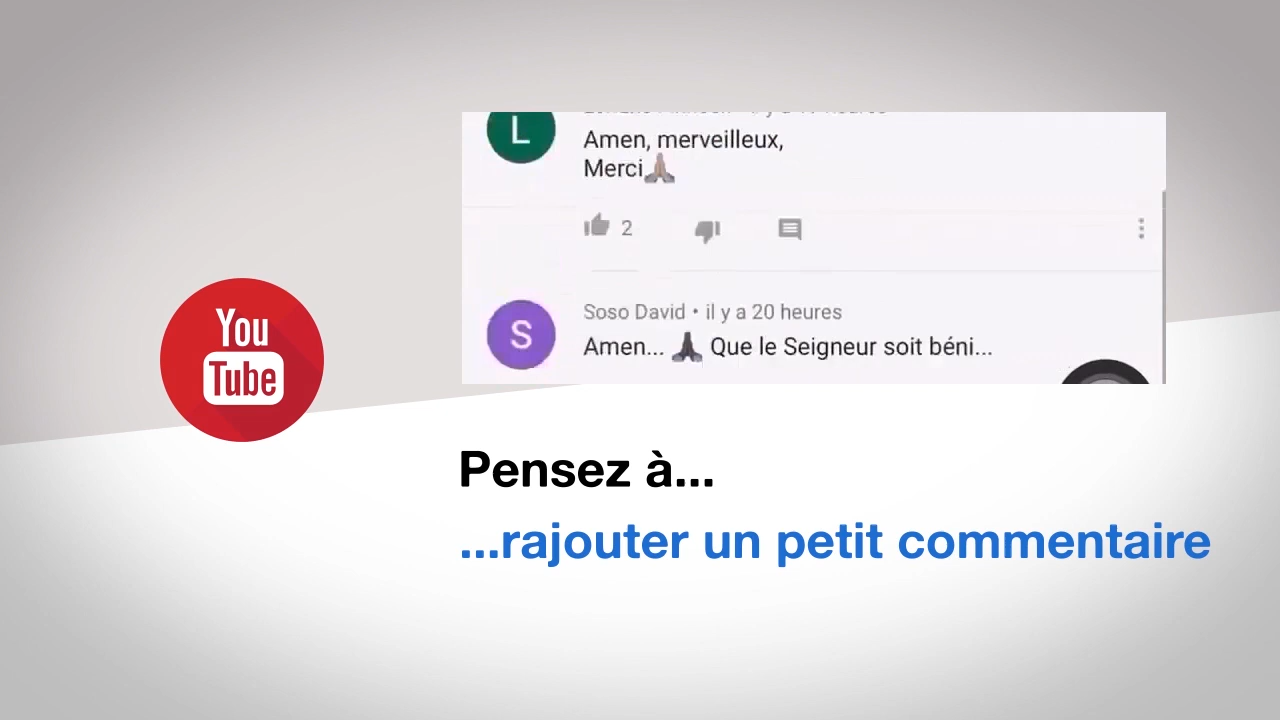 You
Tube
L
Amen, merveilleux,
Merci🙏🏽
2
S
Soso David • il y a 20 heures
Amen... 🙏🏿 Que le Seigneur soit béni...
Pensez à...
...rajouter un petit commentaire